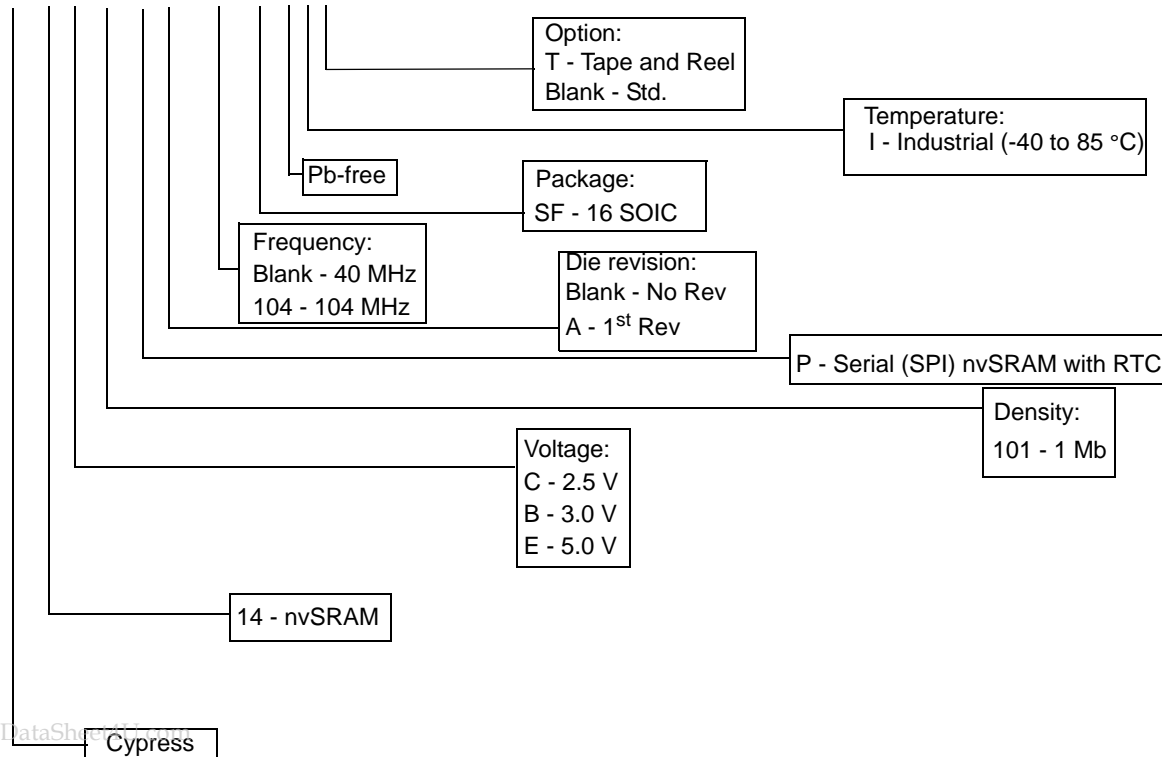 Option:
T - Tape and Reel
Blank - Std.
Temperature:
I - Industrial (-40 to 85 °C)
Pb-free
Package:
SF - 16 SOIC
Frequency:
Blank - 40 MHz
104 - 104 MHz
Die revision:
Blank - No Rev
A - 1st Rev
P - Serial (SPI) nvSRAM with RTC
Density:
101 - 1 Mb
Voltage:
C - 2.5 V
B - 3.0 V
E - 5.0 V
14 - nvSRAM
DataSheet4U.com
Cypress